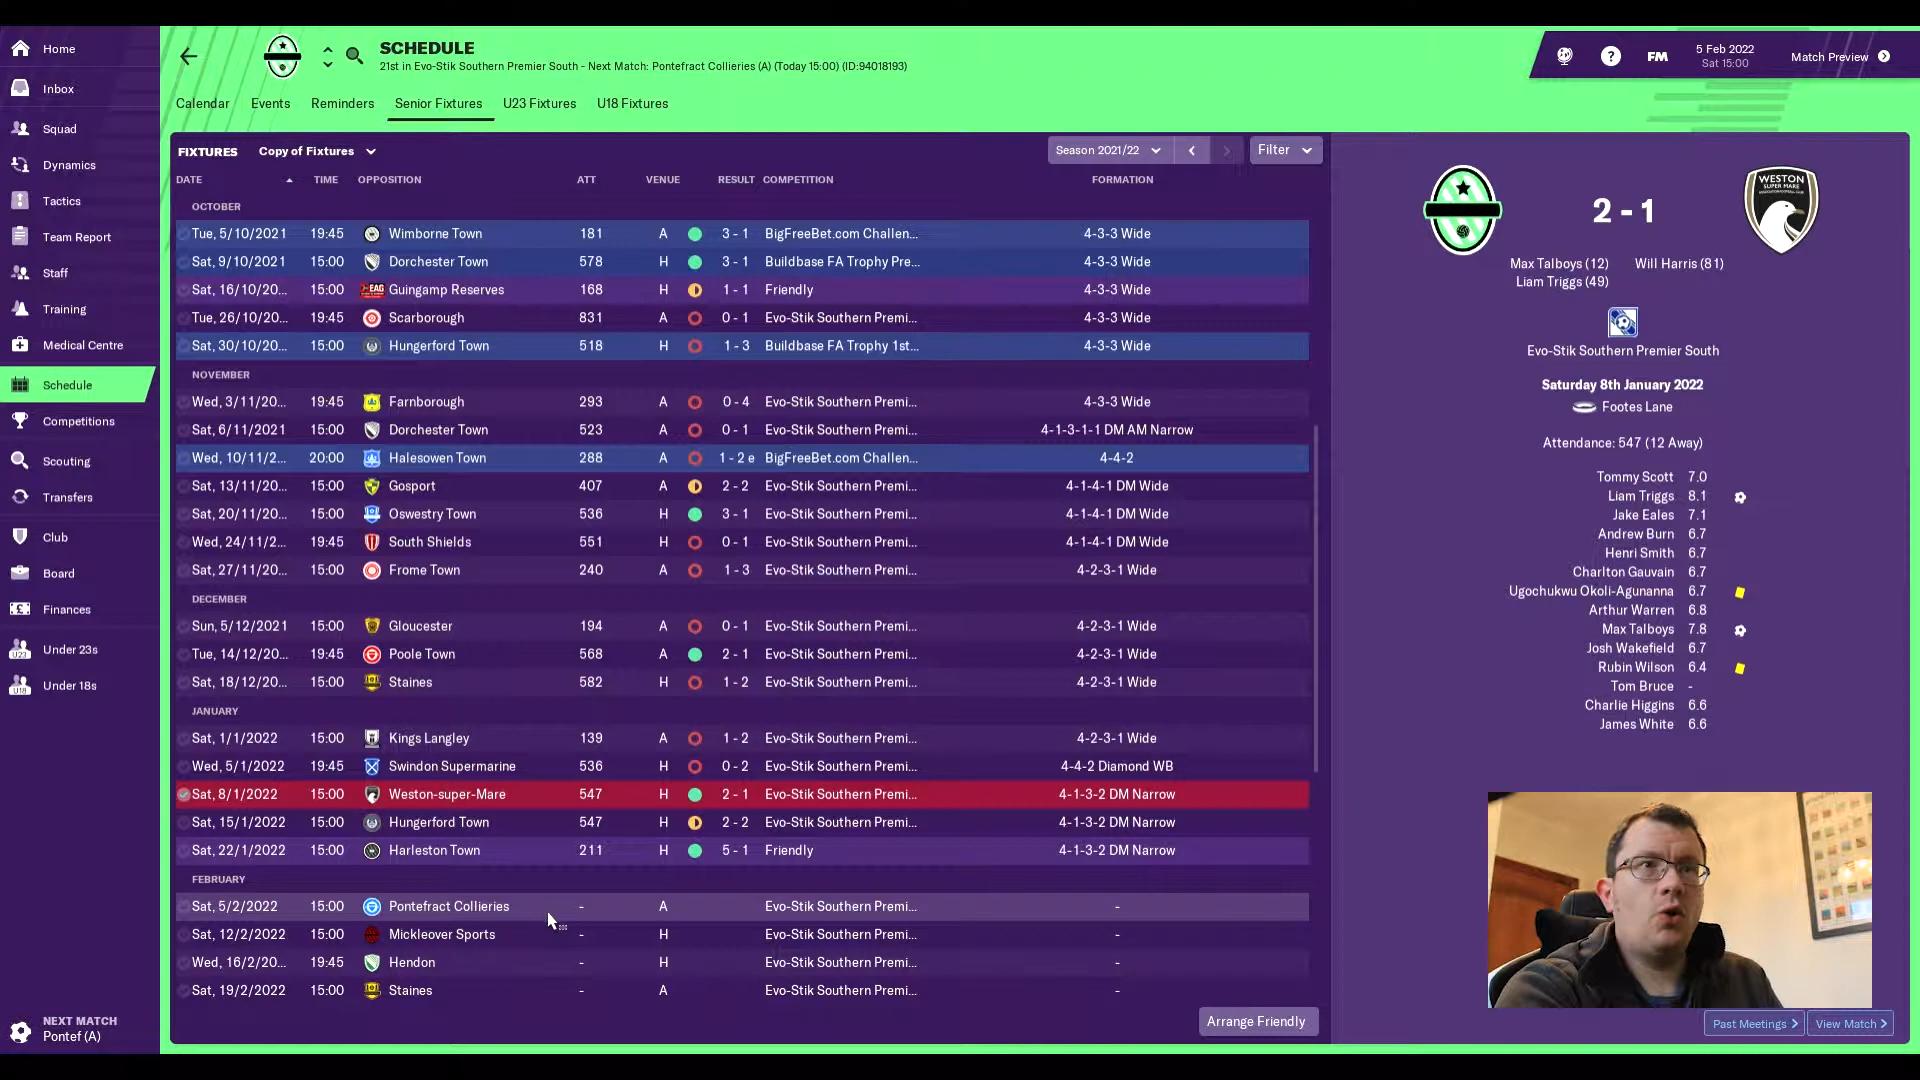 Home
Inbox
Squad
Dynamics
Tactics
Team Report
Staff
Training
Medical Centre
Schedule
Competitions
Scouting
Transfers
Club
Board
Finances
U23
Under 23s
U18
Under 18s
NEXT MATCH
Pontef (A)
SCHEDULE
21st in Evo-Stik Southern Premier South - Next Match: Pontefract Collieries (A) (Today 15:00) (ID:94018193)
? FM 5 Feb 2022 Sat 15:00 Match Preview
Calendar Events Reminders Senior Fixtures U23 Fixtures U18 Fixtures
FIXTURES Copy of Fixtures Season 2021/22 Filter
DATE TIME OPPOSITION ATT VENUE RESULT COMPETITION FORMATION
OCTOBER
Tue, 5/10/2021 19:45 Wimborne Town 181 A 3 - 1 BigFreeBet.com Challen... 4-3-3 Wide
Sat, 9/10/2021 15:00 Dorchester Town 578 H 3 - 1 Buildbase FA Trophy Pre... 4-3-3 Wide
Sat, 16/10/20... 15:00 EAG Guingamp Reserves 168 H 1 - 1 Friendly 4-3-3 Wide
Tue, 26/10/20... 19:45 Scarborough 831 A 0 - 1 Evo-Stik Southern Premi... 4-3-3 Wide
Sat, 30/10/20... 15:00 Hungerford Town 518 H 1 - 3 Buildbase FA Trophy 1st... 4-3-3 Wide
NOVEMBER
Wed, 3/11/20... 19:45 Farnborough 293 A 0 - 4 Evo-Stik Southern Premi... 4-3-3 Wide
Sat, 6/11/2021 15:00 Dorchester Town 523 A 0 - 1 Evo-Stik Southern Premi... 4-1-3-1-1 DM AM Narrow
Wed, 10/11/2... 20:00 Halesowen Town 288 A 1 - 2 e BigFreeBet.com Challen... 4-4-2
Sat, 13/11/20... 15:00 Gosport 407 A 2 - 2 Evo-Stik Southern Premi... 4-1-4-1 DM Wide
Sat, 20/11/20... 15:00 Oswestry Town 536 H 3 - 1 Evo-Stik Southern Premi... 4-1-4-1 DM Wide
Wed, 24/11/2... 19:45 South Shields 551 H 0 - 1 Evo-Stik Southern Premi... 4-1-4-1 DM Wide
Sat, 27/11/20... 15:00 Frome Town 240 A 1 - 3 Evo-Stik Southern Premi... 4-2-3-1 Wide
DECEMBER
Sun, 5/12/2021 15:00 Gloucester 194 A 0 - 1 Evo-Stik Southern Premi... 4-2-3-1 Wide
Tue, 14/12/20... 19:45 Poole Town 568 A 2 - 1 Evo-Stik Southern Premi... 4-2-3-1 Wide
Sat, 18/12/20... 15:00 Staines 582 H 1 - 2 Evo-Stik Southern Premi... 4-2-3-1 Wide
JANUARY
Sat, 1/1/2022 15:00 Kings Langley 139 A 1 - 2 Evo-Stik Southern Premi... 4-2-3-1 Wide
Wed, 5/1/2022 19:45 Swindon Supermarine 536 H 0 - 2 Evo-Stik Southern Premi... 4-4-2 Diamond WB
Sat, 8/1/2022 15:00 Weston-super-Mare 547 H 2 - 1 Evo-Stik Southern Premi... 4-1-3-2 DM Narrow
Sat, 15/1/2022 15:00 Hungerford Town 547 H 2 - 2 Evo-Stik Southern Premi... 4-1-3-2 DM Narrow
Sat, 22/1/2022 15:00 Harleston Town 211 H 5 - 1 Friendly 4-1-3-2 DM Narrow
FEBRUARY
Sat, 5/2/2022 15:00 Pontefract Collieries - A Evo-Stik Southern Premi... -
Sat, 12/2/2022 15:00 Mickleover Sports - H Evo-Stik Southern Premi... -
Wed, 16/2/20... 19:45 Hendon - H Evo-Stik Southern Premi... -
Sat, 19/2/2022 15:00 Staines - A Evo-Stik Southern Premi... -
Arrange Friendly
2 - 1
WESTON
SUPER MARE
Max Talboys (12) Will Harris (81)
Liam Triggs (49)
Evo-Stik Southern Premier South
Saturday 8th January 2022
Footes Lane
Attendance: 547 (12 Away)
Tommy Scott 7.0
Liam Triggs 8.1
Jake Eales 7.1
Andrew Burn 6.7
Henri Smith 6.7
Charlton Gauvain 6.7
Ugochukwu Okoli-Agunanna 6.7
Arthur Warren 6.8
Max Talboys 7.8
Josh Wakefield 6.7
Rubin Wilson 6.4
Tom Bruce -
Charlie Higgins 6.6
James White 6.6
Past Meetings View Match